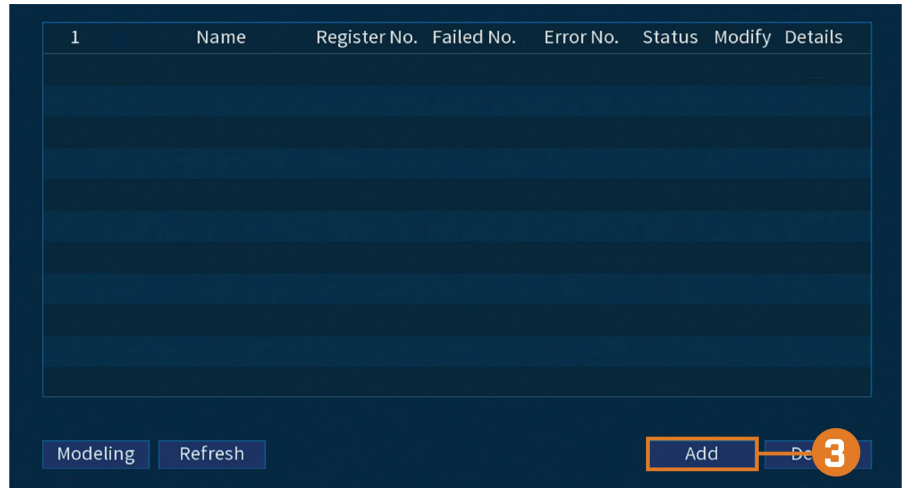 1 Name Register No. Failed No. Error No. Status Modify Details
Modeling Refresh Add 3